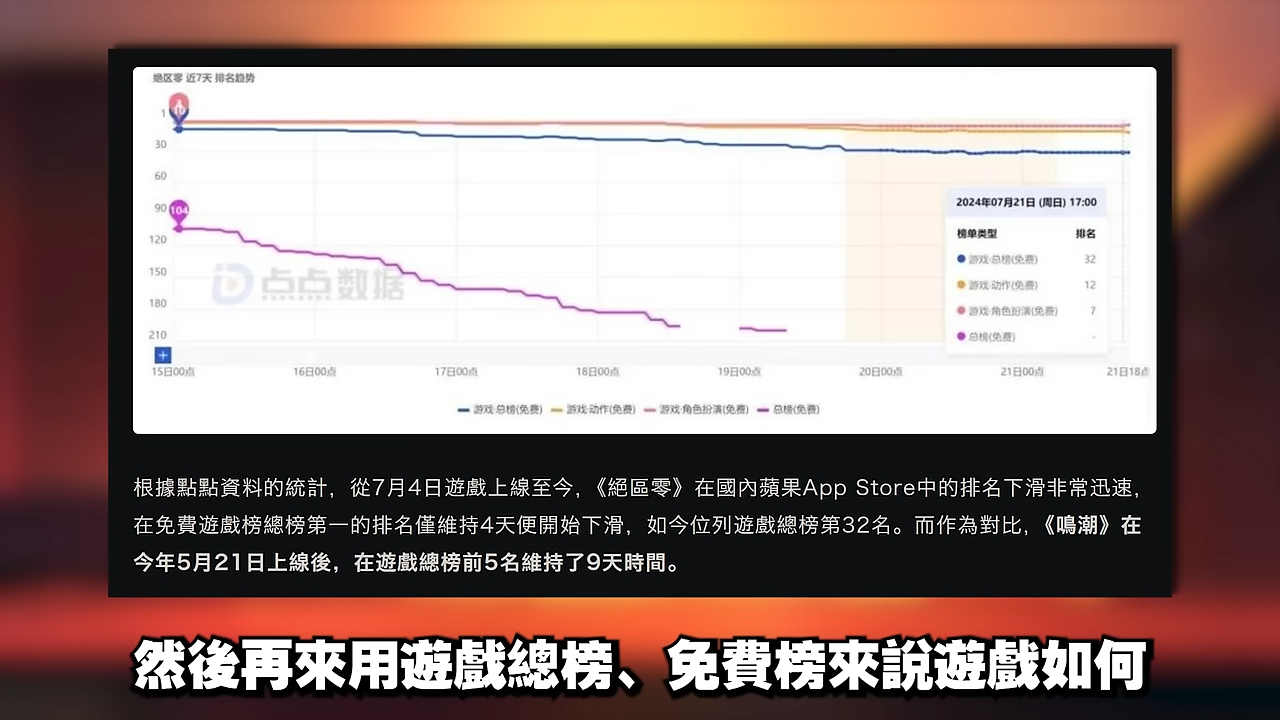 绝区零 近7天 排名趋势
1
30
60
90
120
150
180
210
104
点点数据
2024年07月21日 (周日) 17:00
榜单类型 排名
游戏·总榜(免费) 32
游戏·动作(免费) 12
游戏·角色扮演(免费) 7
总榜(免费) -
15日00点 16日00点 17日00点 18日00点 19日00点 20日00点 21日00点 21日18点
游戏·总榜(免费) 游戏·动作(免费) 游戏·角色扮演(免费) 总榜(免费)
根據點點資料的統計，從7月4日遊戲上線至今，《絕區零》在國內蘋果App Store中的排名下滑非常迅速，
在免費遊戲榜總榜第一的排名僅維持4天便開始下滑，如今位列遊戲總榜第32名。而作為對比，《鳴潮》在
今年5月21日上線後，在遊戲總榜前5名維持了9天時間。
然後再來用遊戲總榜、免費榜來說遊戲如何